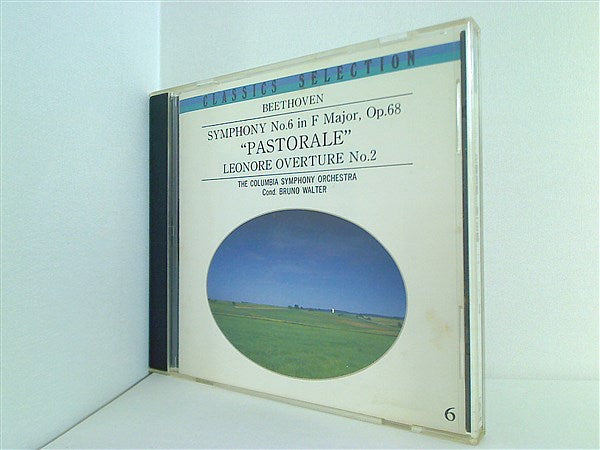 CLASSICS SELECTION
BEETHOVEN
SYMPHONY No.6 in F Major, Op.68
“PASTORALE”
LEONORE OVERTURE No.2
THE COLUMBIA SYMPHONY ORCHESTRA
Cond. BRUNO WALTER
6